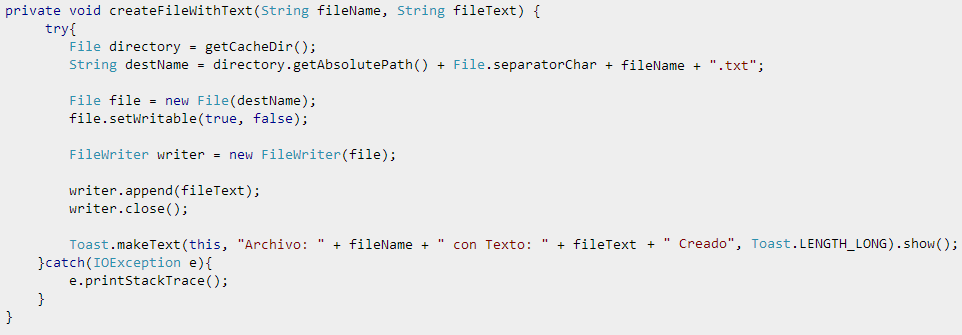 private void createFileWithText(String fileName, String fileText) {
try{
File directory = getCacheDir();
String destName = directory.getAbsolutePath() + File.separatorChar + fileName + ".txt";
File file = new File(destName);
file.setWritable(true, false);
FileWriter writer = new FileWriter(file);
writer.append(fileText);
writer.close();
Toast.makeText(this, "Archivo: " + fileName + " con Texto: " + fileText + " Creado", Toast.LENGTH_LONG).show();
}catch(IOException e){
e.printStackTrace();
}
}